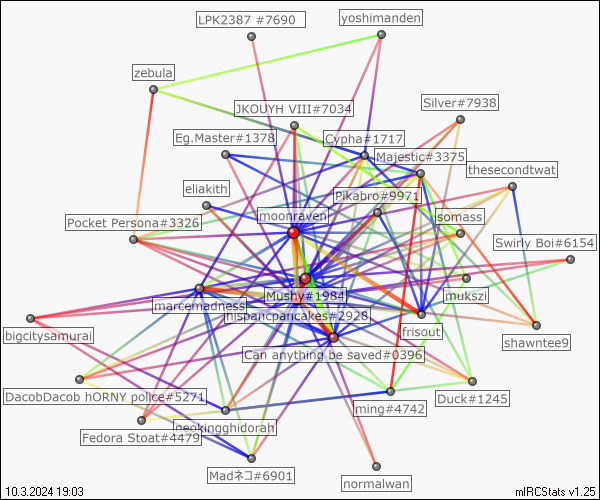 LPK2387 #7690
yoshimanden
zebula
JKOUYH VIII#7034
Silver#7938
Eg.Master#1378
Cypha#1717
Majestic#3375
thesecondtwat
eliakith
Pikabro#9971
moonraven
somass
Pocket Persona#3326
Swirly Boi#6154
Mushy#1984
mukszi
marcemadness
hispancpancakes#2928
frisout
bigcitysamurai
shawntee9
Can anything be saved#0396
DacobDacob hORNY police#5271
Duck#1245
ming#4742
neokingghidorah
Fedora Stoat#4479
Madネコ#6901
normalwan
10.3.2024 19:03
mIRCStats v1.25